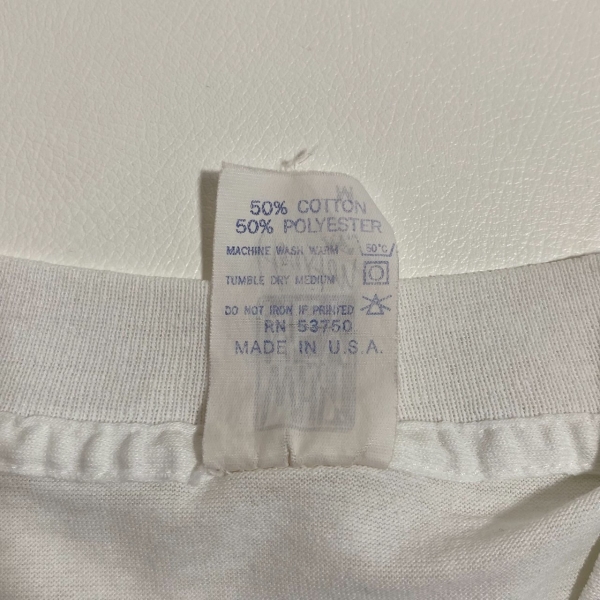 50% COTTON
50% POLYESTER
MACHINE WASH WARM 50°C
TUMBLE DRY MEDIUM
DO NOT IRON IF PRINTED
RN 53750
MADE IN U.S.A.